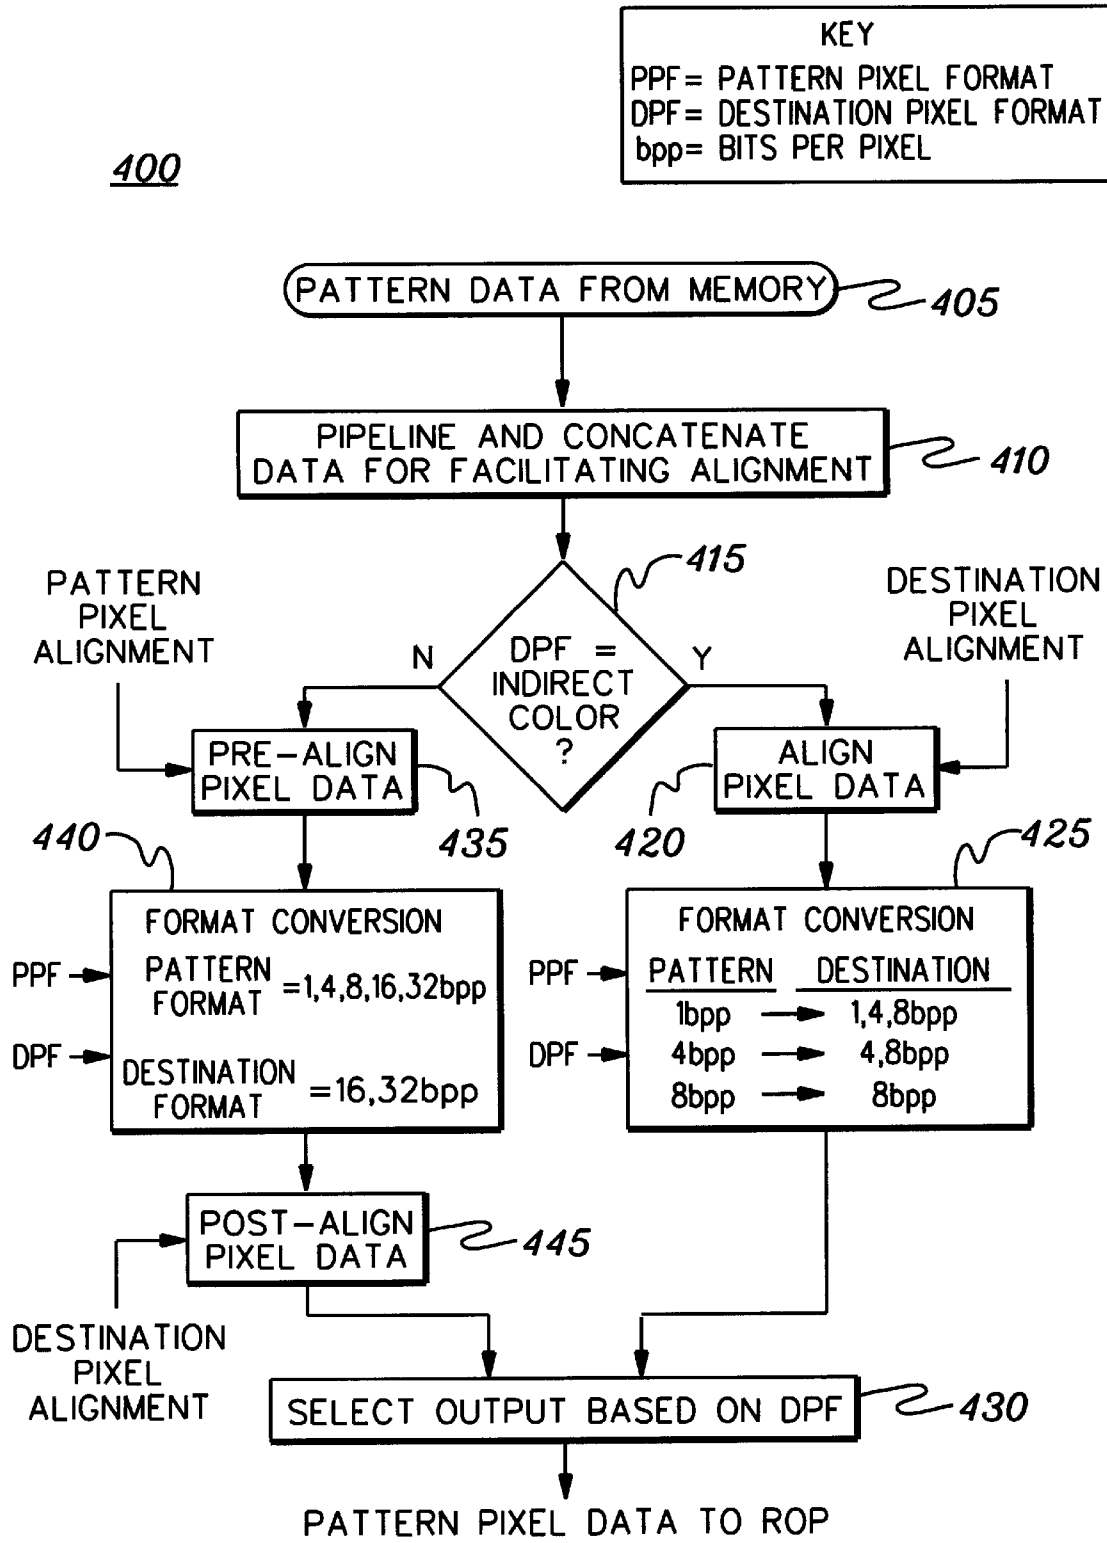 KEY
PPF= PATTERN PIXEL FORMAT
DPF= DESTINATION PIXEL FORMAT
bpp= BITS PER PIXEL
400
PATTERN DATA FROM MEMORY
405
PIPELINE AND CONCATENATE
DATA FOR FACILITATING ALIGNMENT
410
415
PATTERN
PIXEL
ALIGNMENT
DESTINATION
PIXEL
ALIGNMENT
N
DPF =
INDIRECT
COLOR
?
Y
PRE-ALIGN
PIXEL DATA
435
ALIGN
PIXEL DATA
420
440
FORMAT CONVERSION
PPF
PATTERN
FORMAT
=1,4,8,16,32bpp
DPF
DESTINATION
FORMAT
=16,32bpp
425
FORMAT CONVERSION
PPF
PATTERN DESTINATION
1bpp 1,4,8bpp
DPF
4bpp 4,8bpp
8bpp 8bpp
POST-ALIGN
PIXEL DATA
445
DESTINATION
PIXEL
ALIGNMENT
SELECT OUTPUT BASED ON DPF
430
PATTERN PIXEL DATA TO ROP